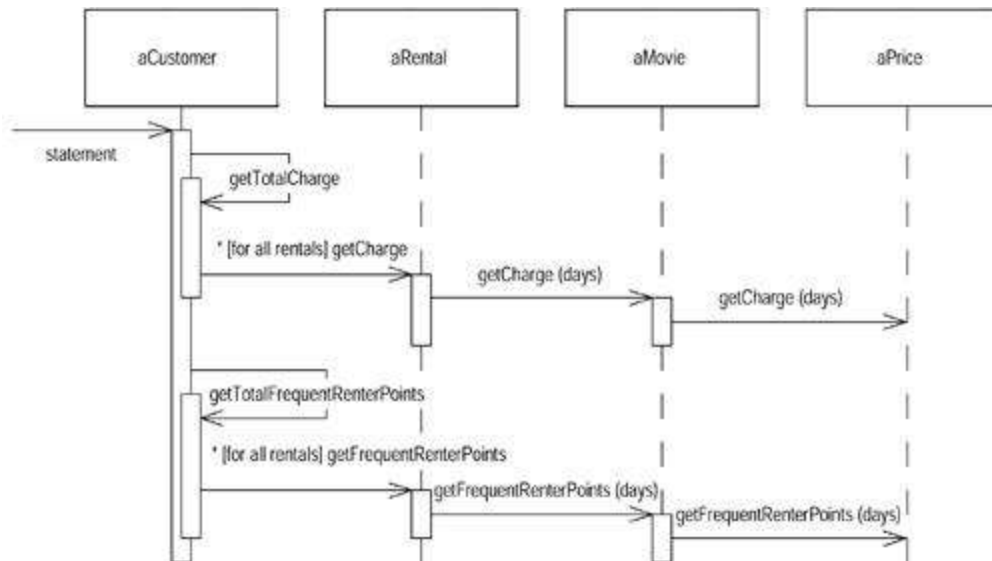 aCustomer
aRental
aMovie
aPrice
statement
getTotalCharge
* [for all rentals] getCharge
getCharge (days)
getCharge (days)
getTotalFrequentRenterPoints
* [for all rentals] getFrequentRenterPoints
getFrequentRenterPoints (days)
getFrequentRenterPoints (days)